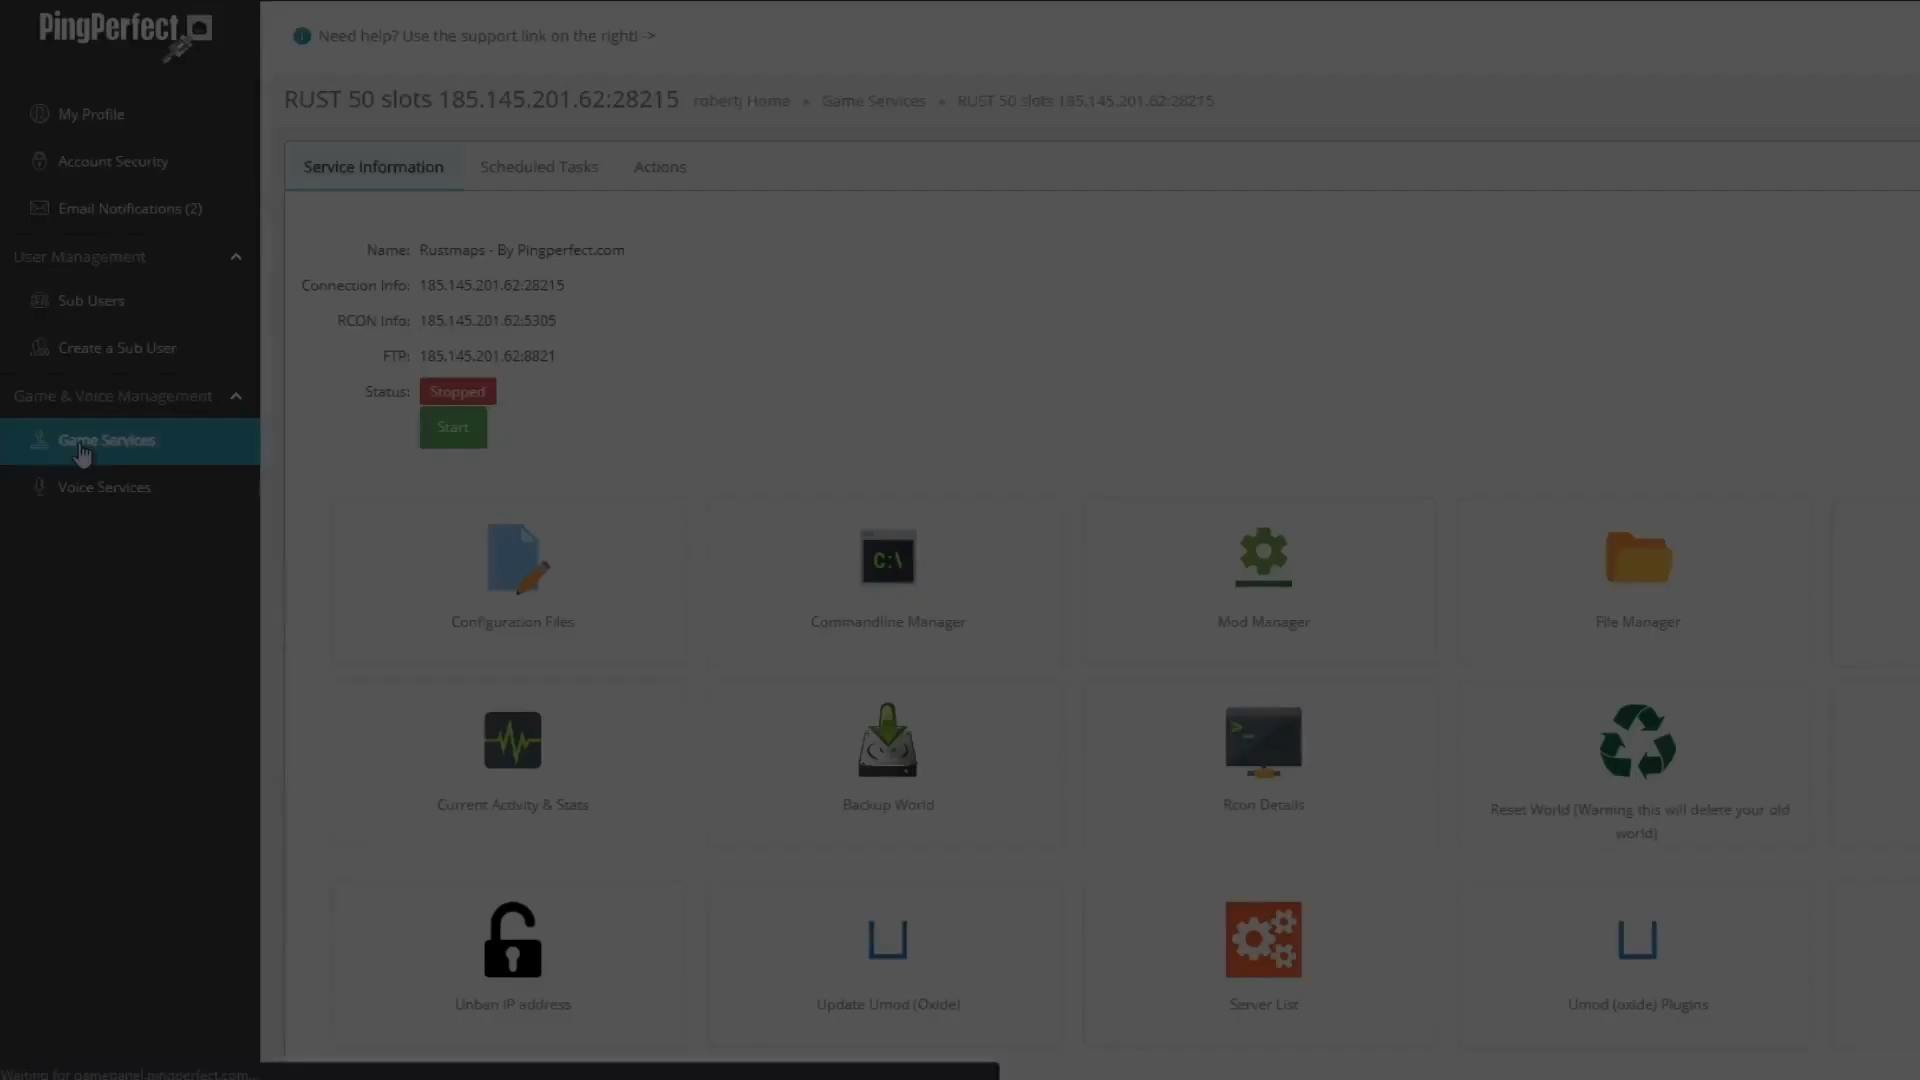 PingPerfect
Need help? Use the support link on the right! ->
RUST 50 slots 185.145.201.62:28215
robertj Home » Game Services » RUST 50 slots 185.145.201.62:28215
My Profile
Account Security
Email Notifications (2)
User Management
Sub Users
Create a Sub User
Game & Voice Management
Game Services
Voice Services
Service Information
Scheduled Tasks
Actions
Name: Rustmaps - By Pingperfect.com
Connection Info: 185.145.201.62:28215
RCON Info: 185.145.201.62:5305
FTP: 185.145.201.62:8821
Status: Stopped
Start
Configuration Files
C:\
Commandline Manager
Mod Manager
File Manager
Current Activity & Stats
Backup World
>_
Rcon Details
Reset World (Warning this will delete your old
world)
Unban IP address
Update Umod (Oxide)
Server List
Umod (oxide) Plugins
Waiting for gamepanel.pingperfect.com...